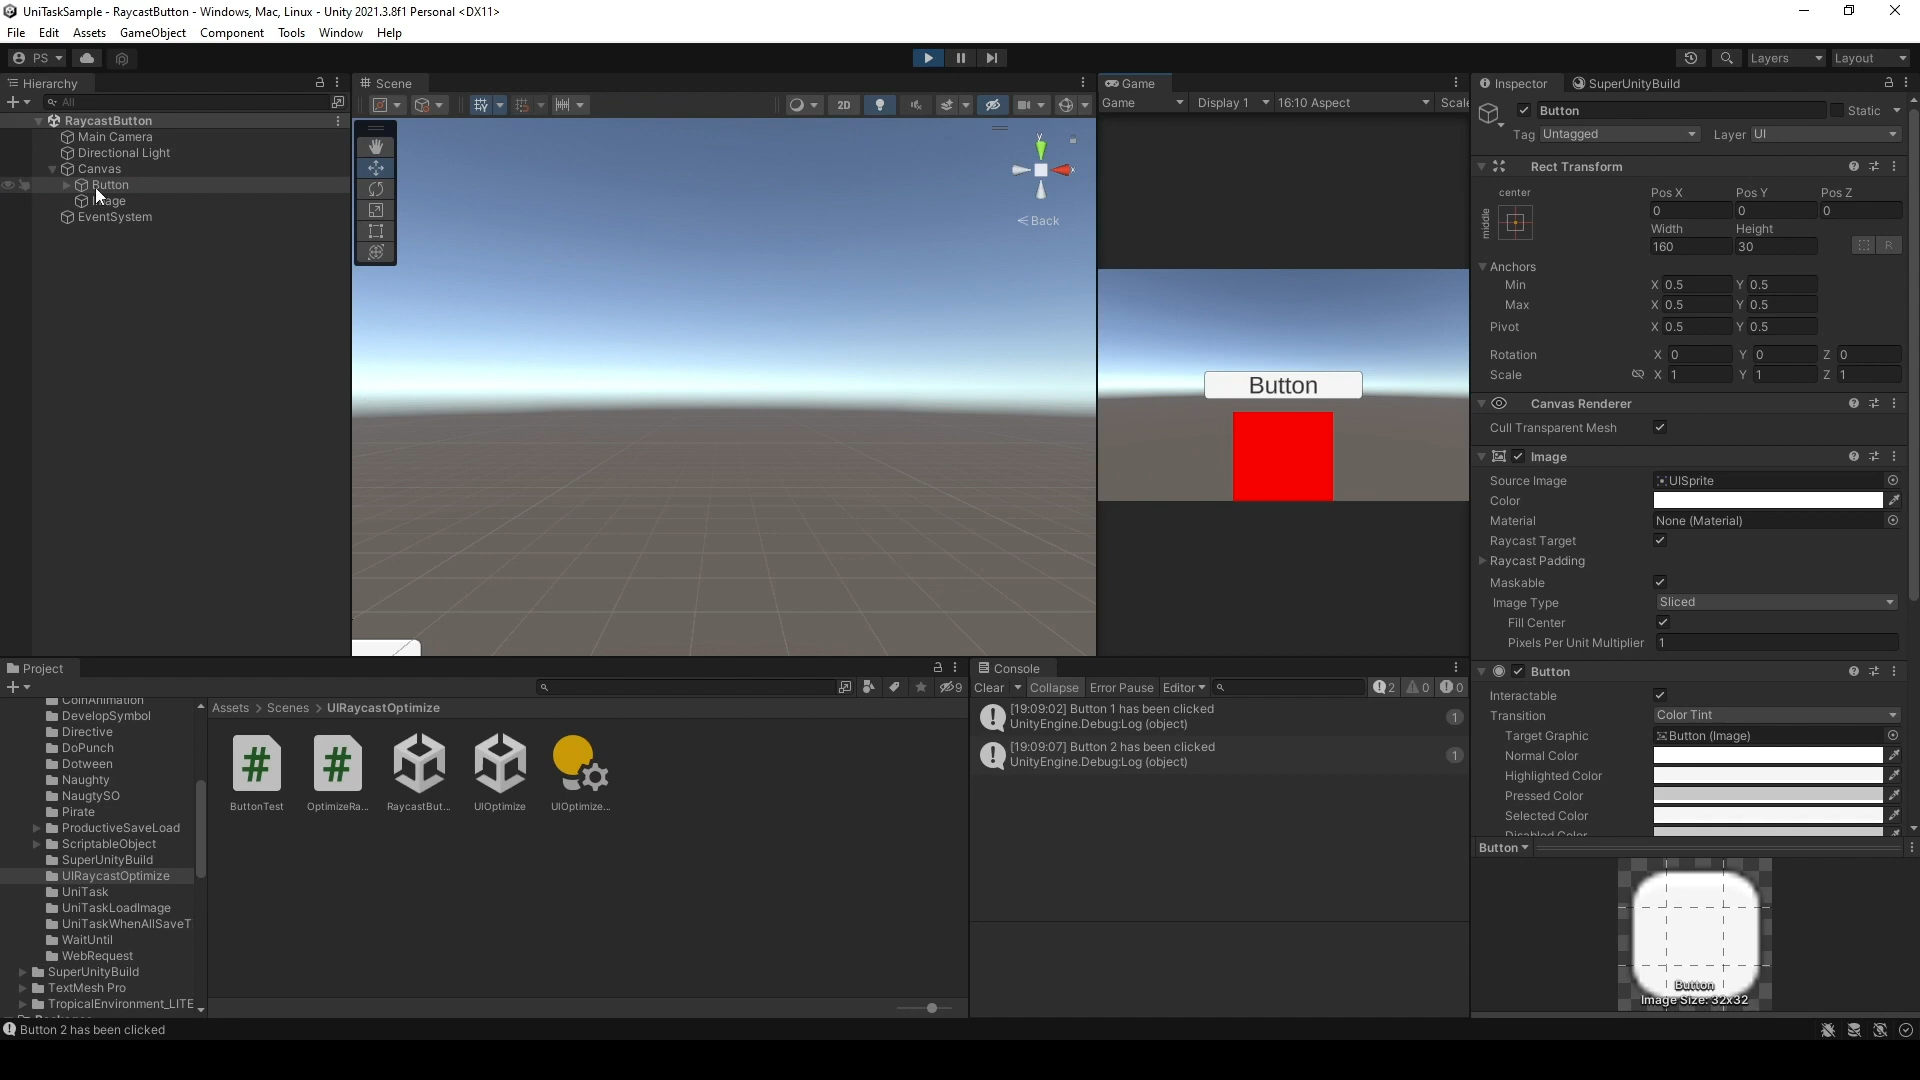 UniTaskSample - RaycastButton - Windows, Mac, Linux - Unity 2021.3.8f1 Personal <DX11>
File Edit Assets GameObject Component Tools Window Help
PS Layers Layout
Hierarchy
All
RaycastButton
Main Camera
Directional Light
Canvas
Button
EventSystem
Scene
2D
y
x
Back
Game
Game Display 1 16:10 Aspect Scale
Button
Inspector SuperUnityBuild
Button Static
Tag Untagged Layer UI
Rect Transform
center Pos X Pos Y Pos Z
middle 0 0 0
Width Height
160 30 R
Anchors
Min X 0.5 Y 0.5
Max X 0.5 Y 0.5
Pivot X 0.5 Y 0.5
Rotation X 0 Y 0 Z 0
Scale X 1 Y 1 Z 1
Canvas Renderer
Cull Transparent Mesh
Image
Source Image UISprite
Color
Material None (Material)
Raycast Target
Raycast Padding
Maskable
Image Type Sliced
Fill Center
Pixels Per Unit Multiplier 1
Button
Interactable
Transition Color Tint
Target Graphic Button (Image)
Normal Color
Highlighted Color
Pressed Color
Selected Color
Disabled Color
Button
Button
Image Size: 32x32
Project
9
CoinAnimation
DevelopSymbol
Directive
DoPunch
Dotween
Naughty
NaugtySO
Pirate
ProductiveSaveLoad
ScriptableObject
SuperUnityBuild
UIRaycastOptimize
UniTask
UniTaskLoadImage
UniTaskWhenAllSaveT
WaitUntil
WebRequest
SuperUnityBuild
TextMesh Pro
TropicalEnvironment_LITE
Assets > Scenes > UIRaycastOptimize
ButtonTest OptimizeRa... RaycastBut... UIOptimize UIOptimize...
Console
Clear Collapse Error Pause Editor 2 0 0
[19:09:02] Button 1 has been clicked
UnityEngine.Debug:Log (object)
1
[19:09:07] Button 2 has been clicked
UnityEngine.Debug:Log (object)
1
Button 2 has been clicked